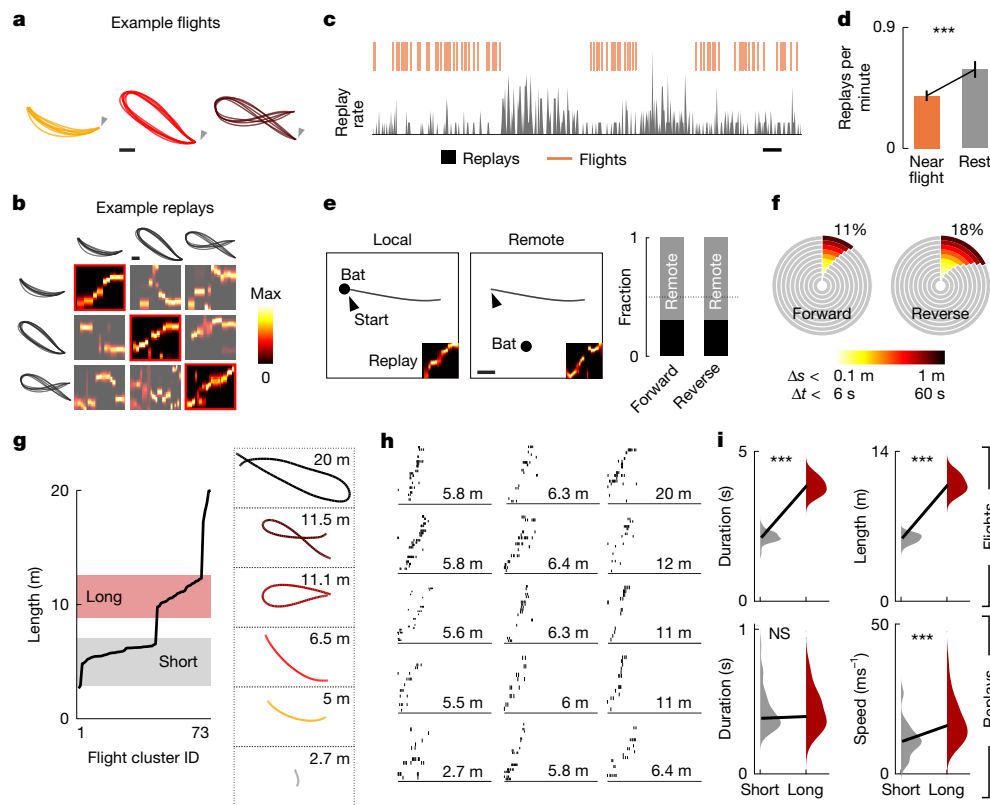 a
Example flights
b
Example replays
Max
0
c
Replay
rate
Replays
Flights
d
0.9
***
Replays per
minute
0
Near
flight
Rest
e
Local
Remote
Bat
Start
Replay
Bat
1
Fraction
0
Remote
Remote
Forward
Reverse
f
11%
18%
Forward
Reverse
Δs <
0.1 m
1 m
Δt <
6 s
60 s
g
20
Length (m)
10
0
Long
Short
1
73
Flight cluster ID
20 m
11.5 m
11.1 m
6.5 m
5 m
2.7 m
h
5.8 m
6.3 m
20 m
5.8 m
6.4 m
12 m
5.6 m
6.3 m
11 m
5.5 m
6 m
11 m
2.7 m
5.8 m
6.4 m
i
5
***
Duration (s)
0
14
***
Length (m)
0
Flights
1
NS
Duration (s)
0
Short
Long
50
***
Speed (ms⁻¹)
0
Short
Long
Replays